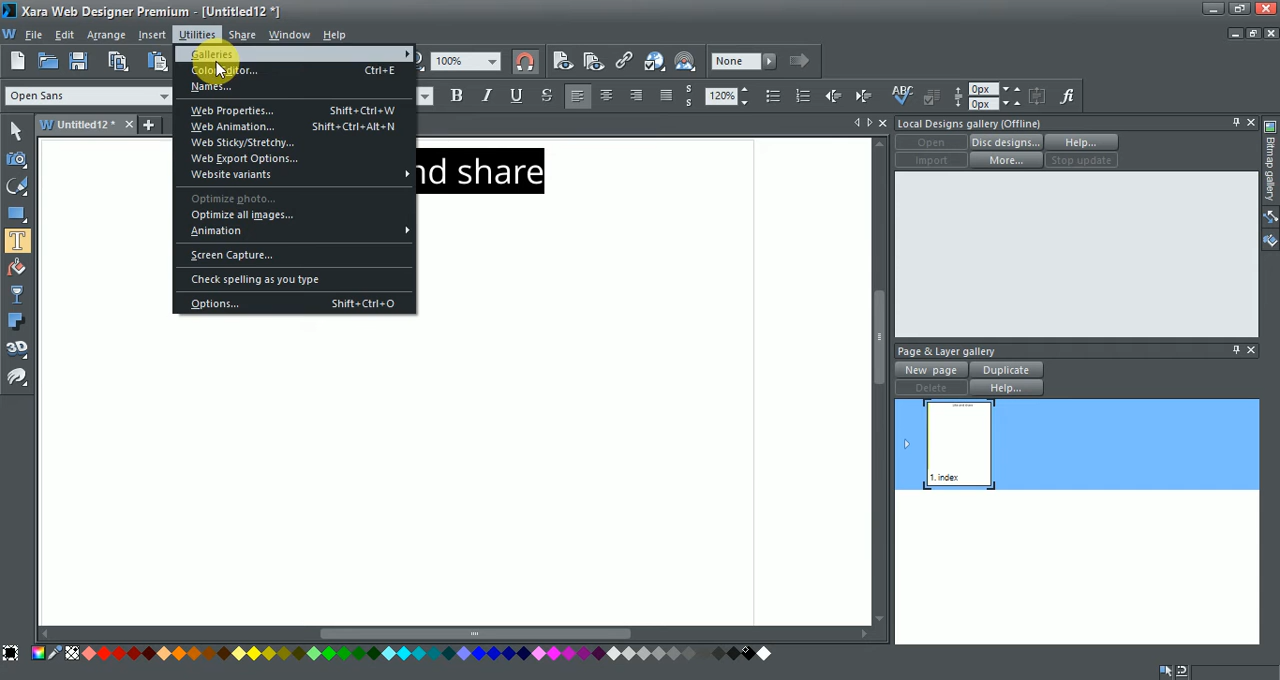 Xara Web Designer Premium - [Untitled12 *]
File Edit Arrange Insert Utilities Share Window Help
100% None
Open Sans 120% 0px
0px
Untitled12 *
Galleries
Color Editor... Ctrl+E
Names...
Web Properties... Shift+Ctrl+W
Web Animation... Shift+Ctrl+Alt+N
Web Sticky/Stretchy...
Web Export Options...
Website variants
Optimize photo...
Optimize all images...
Animation
Screen Capture...
Check spelling as you type
Options... Shift+Ctrl+O
nd share
Local Designs gallery (Offline)
Open Disc designs... Help...
Import More... Stop update
Bitmap gallery
Page & Layer gallery
New page Duplicate
Delete Help...
1. index